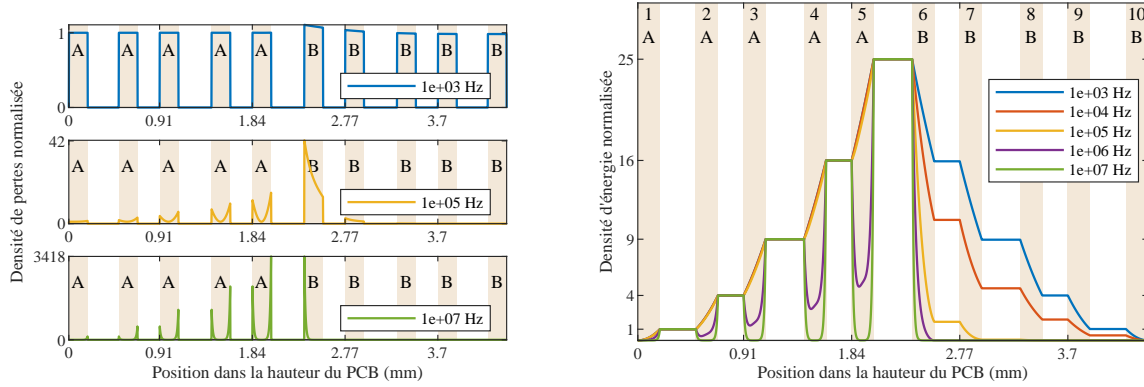 Densité de pertes normalisée
1
A A A A A B B B B B
1e+03 Hz
0
0 0.91 1.84 2.77 3.7
42
A A A A A B B B B B
1e+05 Hz
0
0 0.91 1.84 2.77 3.7
3418
A A A A A B B B B B
1e+07 Hz
0
0 0.91 1.84 2.77 3.7
Position dans la hauteur du PCB (mm)
Densité d'énergie normalisée
1 2 3 4 5 6 7 8 9 10
A A A A A B B B B B
25
16
9
4
1
1e+03 Hz
1e+04 Hz
1e+05 Hz
1e+06 Hz
1e+07 Hz
0 0.91 1.84 2.77 3.7
Position dans la hauteur du PCB (mm)